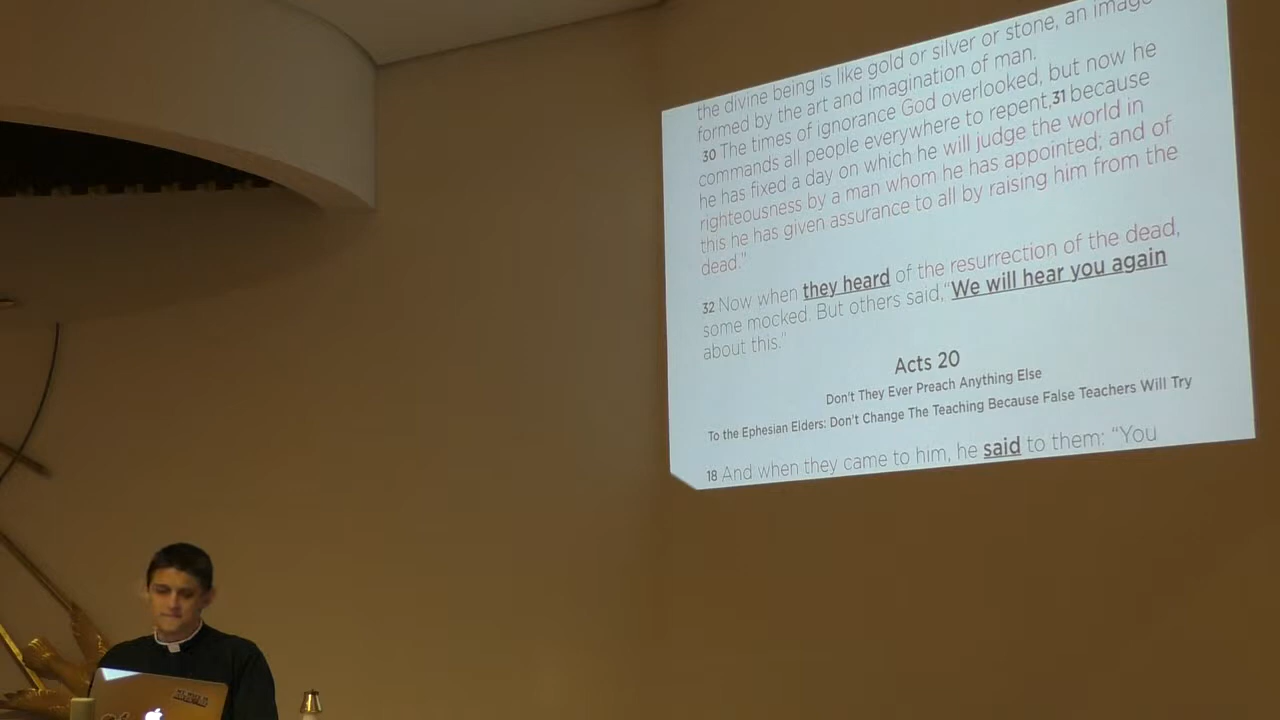 the divine being is like gold or silver or stone, an image
formed by the art and imagination of man.
30 The times of ignorance God overlooked, but now he
commands all people everywhere to repent,31 because
he has fixed a day on which he will judge the world in
righteousness by a man whom he has appointed; and of
this he has given assurance to all by raising him from the
dead."
32 Now when they heard of the resurrection of the dead,
some mocked. But others said,"We will hear you again
about this."
Acts 20
Don't They Ever Preach Anything Else
To the Ephesian Elders: Don't Change The Teaching Because False Teachers Will Try
18 And when they came to him, he said to them: "You